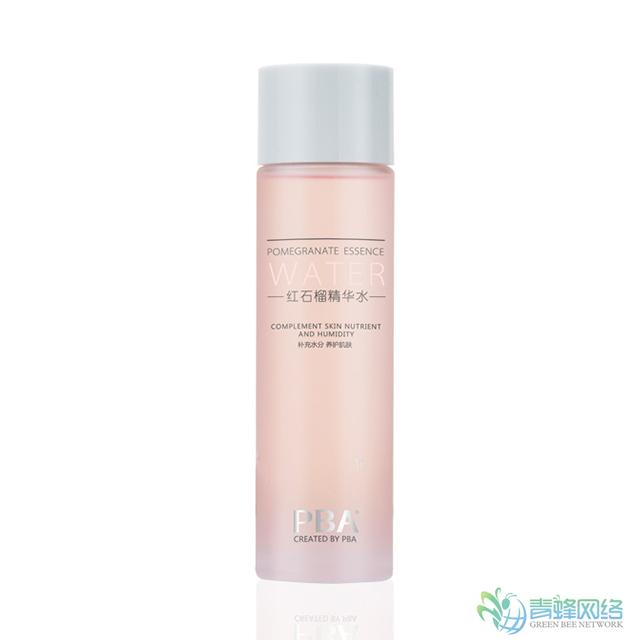 POMEGRANATE ESSENCE
WATER
红石榴精华水
COMPLEMENT SKIN NUTRIENT
AND HUMIDITY
补充水分 养护肌肤
PBA
CREATED BY PBA
青蜂网络
GREEN BEE NETWORK